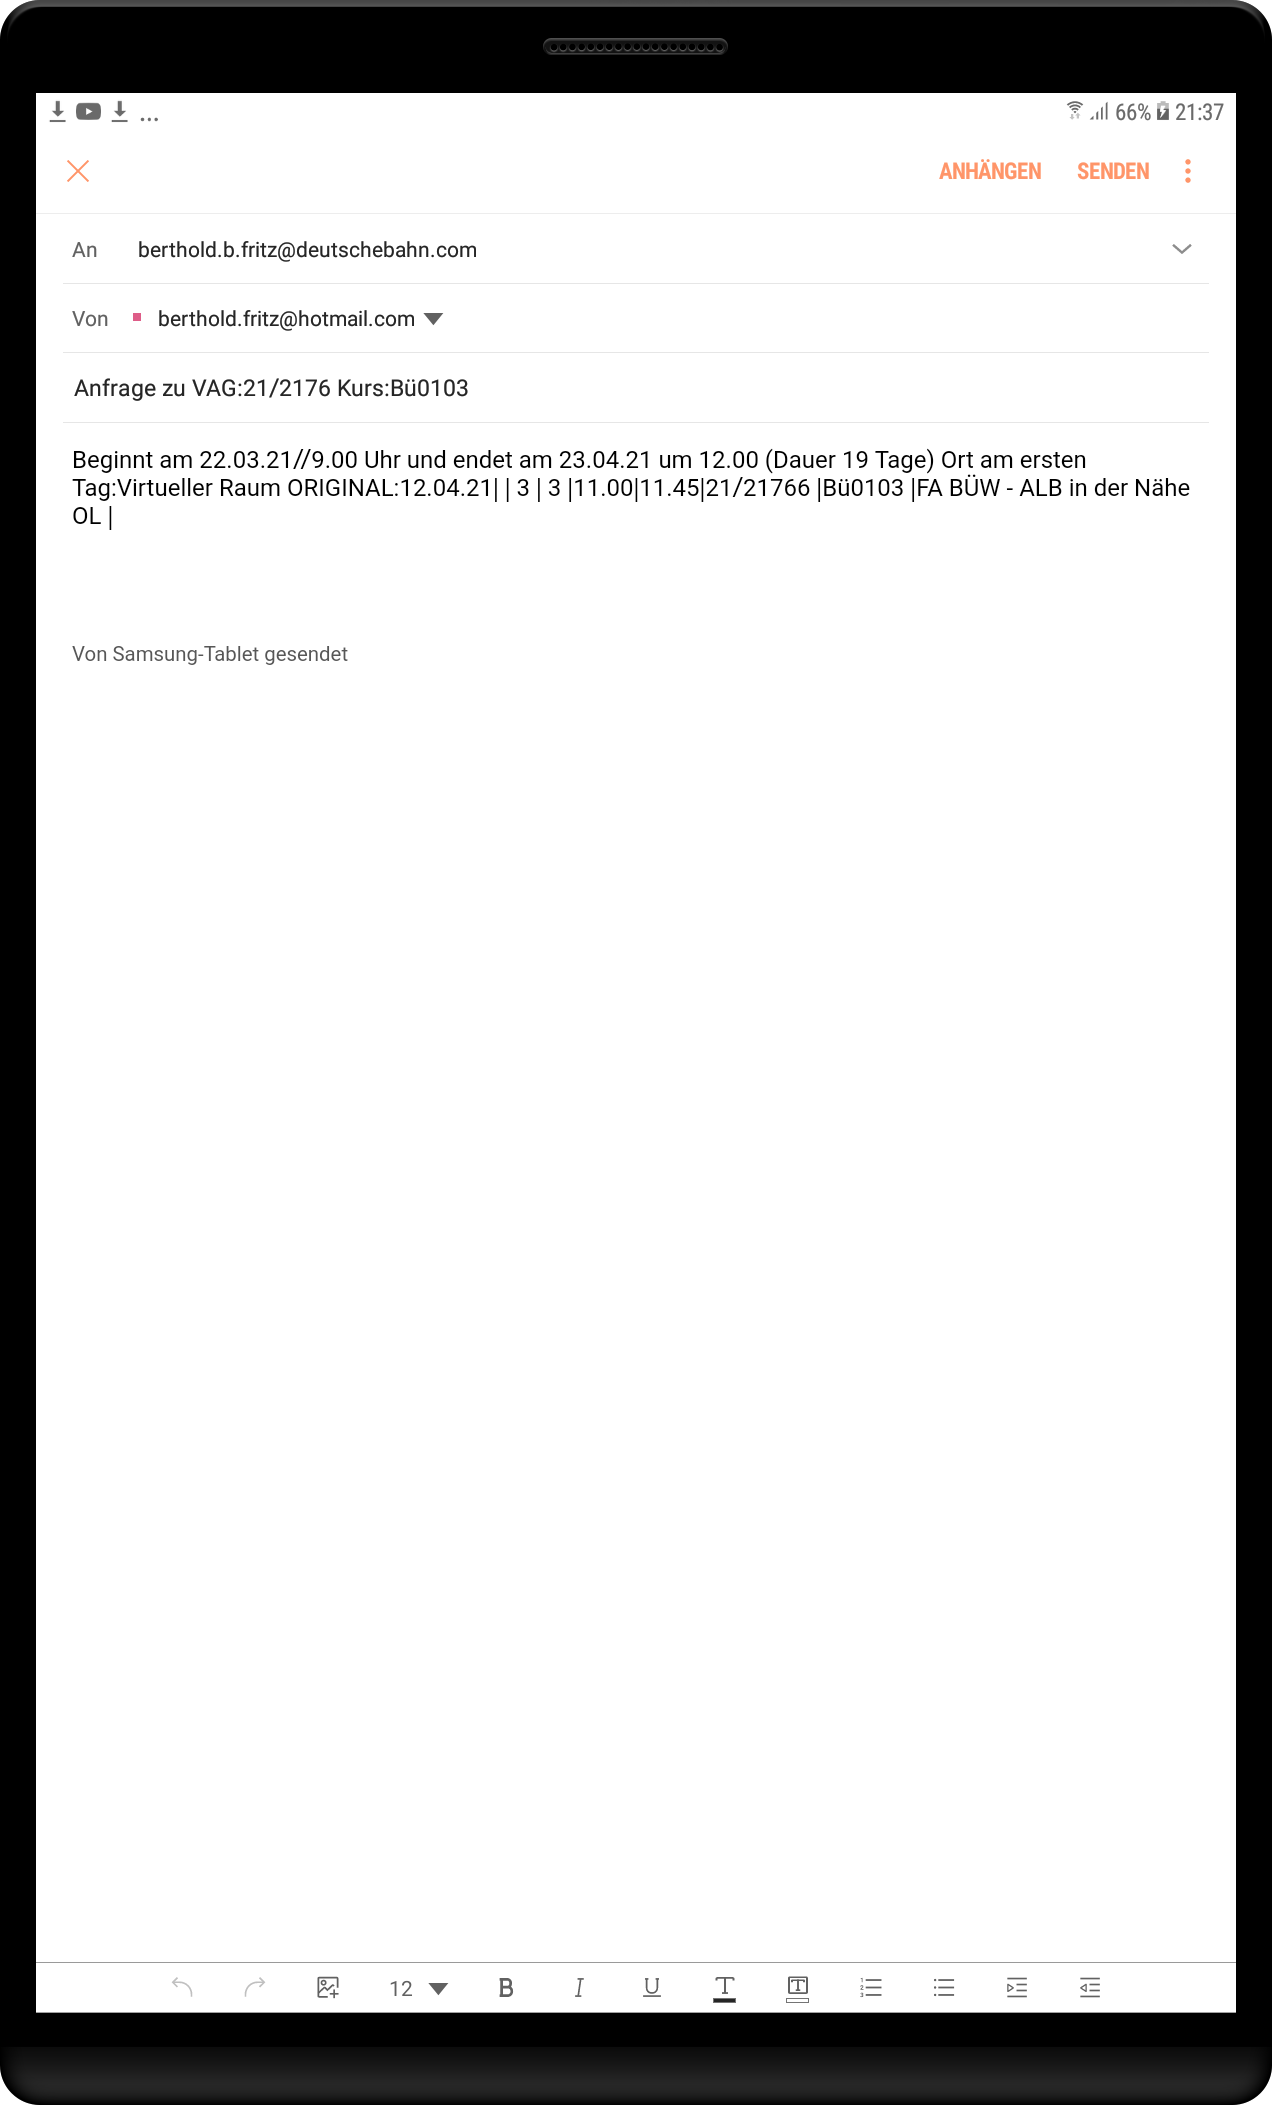 ... 66% 21:37
ANHÄNGEN SENDEN
An berthold.b.fritz@deutschebahn.com
Von berthold.fritz@hotmail.com
Anfrage zu VAG:21/2176 Kurs:Bü0103
Beginnt am 22.03.21//9.00 Uhr und endet am 23.04.21 um 12.00 (Dauer 19 Tage) Ort am ersten
Tag:Virtueller Raum ORIGINAL:12.04.21| | 3 | 3 |11.00|11.45|21/21766 |Bü0103 |FA BÜW - ALB in der Nähe
OL |
Von Samsung-Tablet gesendet
12 B I U T T